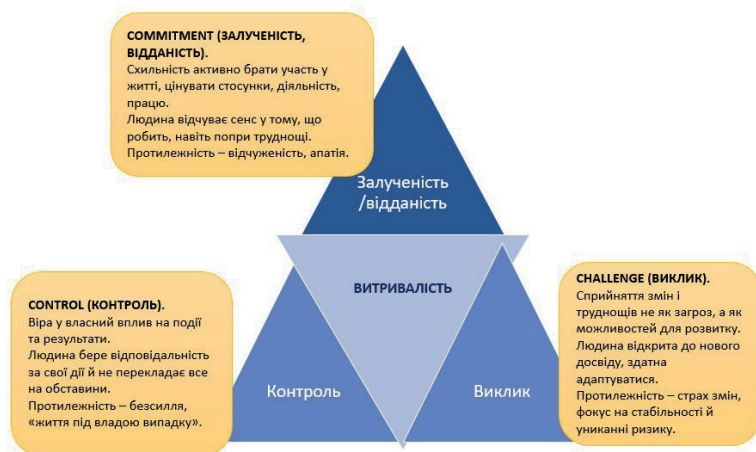 COMMITMENT (ЗАЛУЧЕНІСТЬ,
ВІДДАНІСТЬ).
Схильність активно брати участь у
житті, цінувати стосунки, діяльність,
працю.
Людина відчуває сенс у тому, що
робить, навіть попри труднощі.
Протилежність – відчуженість, апатія.
Залученість
/відданість
ВИТРИВАЛІСТЬ
CONTROL (КОНТРОЛЬ).
Віра у власний вплив на події
та результати.
Людина бере відповідальність
за свої дії й не перекладає все
на обставини.
Протилежність – безсилля,
«життя під владою випадку».
Контроль
Виклик
CHALLENGE (ВИКЛИК).
Сприйняття змін і
труднощів не як загроз, а як
можливостей для розвитку.
Людина відкрита до нового
досвіду, здатна
адаптуватися.
Протилежність – страх змін,
фокус на стабільності й
униканні ризику.